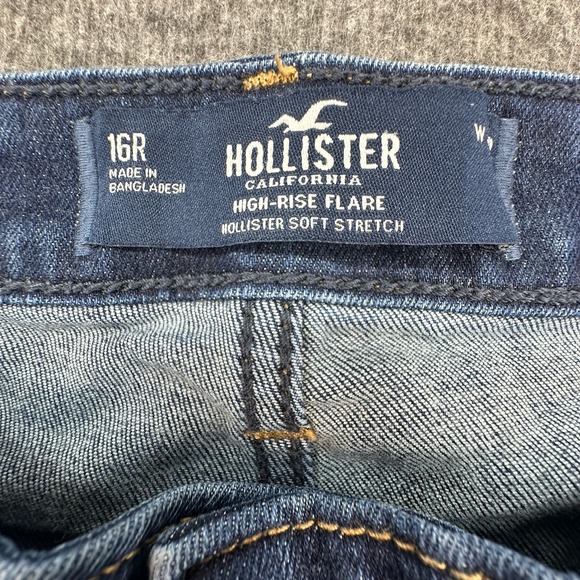 16R
MADE IN
BANGLADESH
HOLLISTER
CALIFORNIA
HIGH-RISE FLARE
HOLLISTER SOFT STRETCH
W